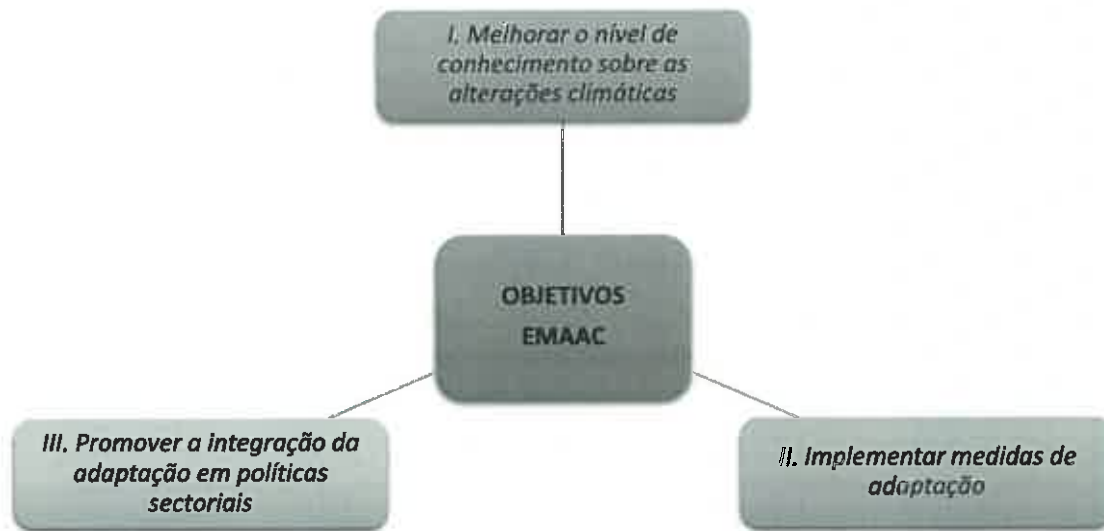 I. Melhorar o nível de
conhecimento sobre as
alterações climáticas
OBJETIVOS
EMAAC
III. Promover a integração da
adaptação em políticas
sectoriais
II. Implementar medidas de
adaptação